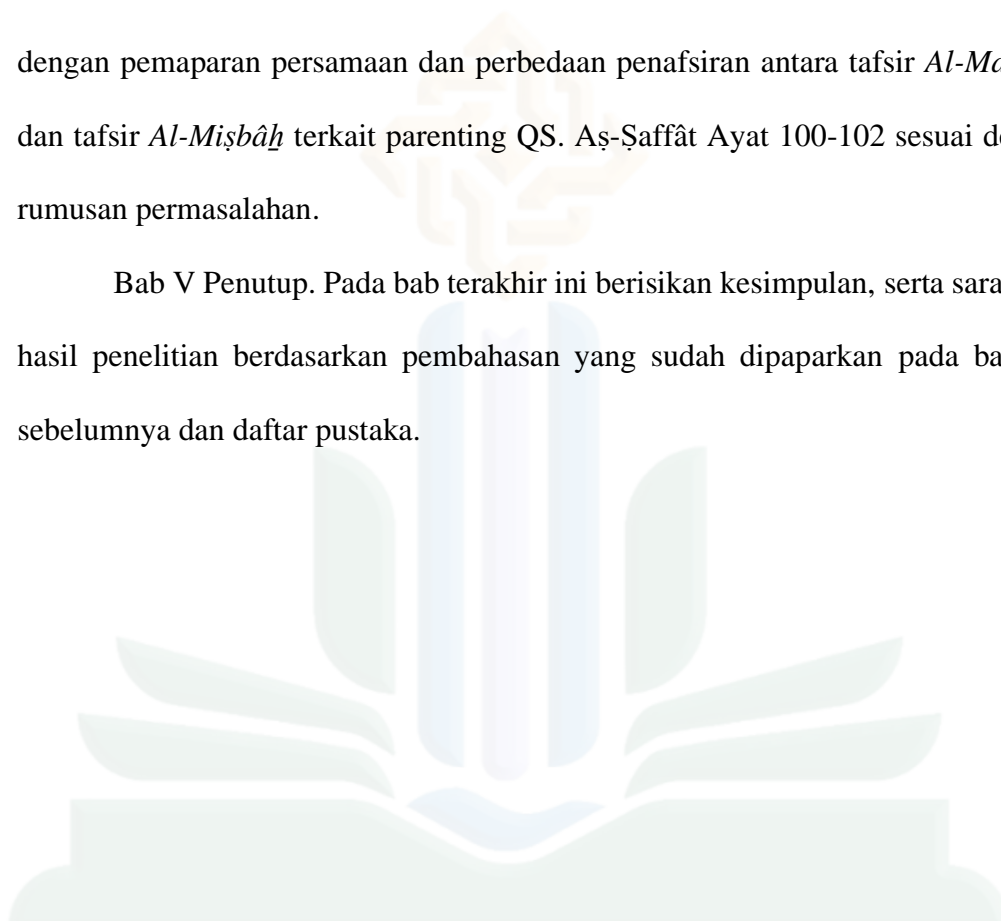 dengan pemaparan persamaan dan perbedaan penafsiran antara tafsir
dan tafsir Al-Miṣbâẖ terkait parenting QS. Aṣ-Ṣaffât Ayat 100-102 sesuai
rumusan permasalahan.
Bab V Penutup. Pada bab terakhir ini berisikan kesimpulan, serta
hasil penelitian berdasarkan pembahasan yang sudah dipaparkan pada
sebelumnya dan daftar pustaka.